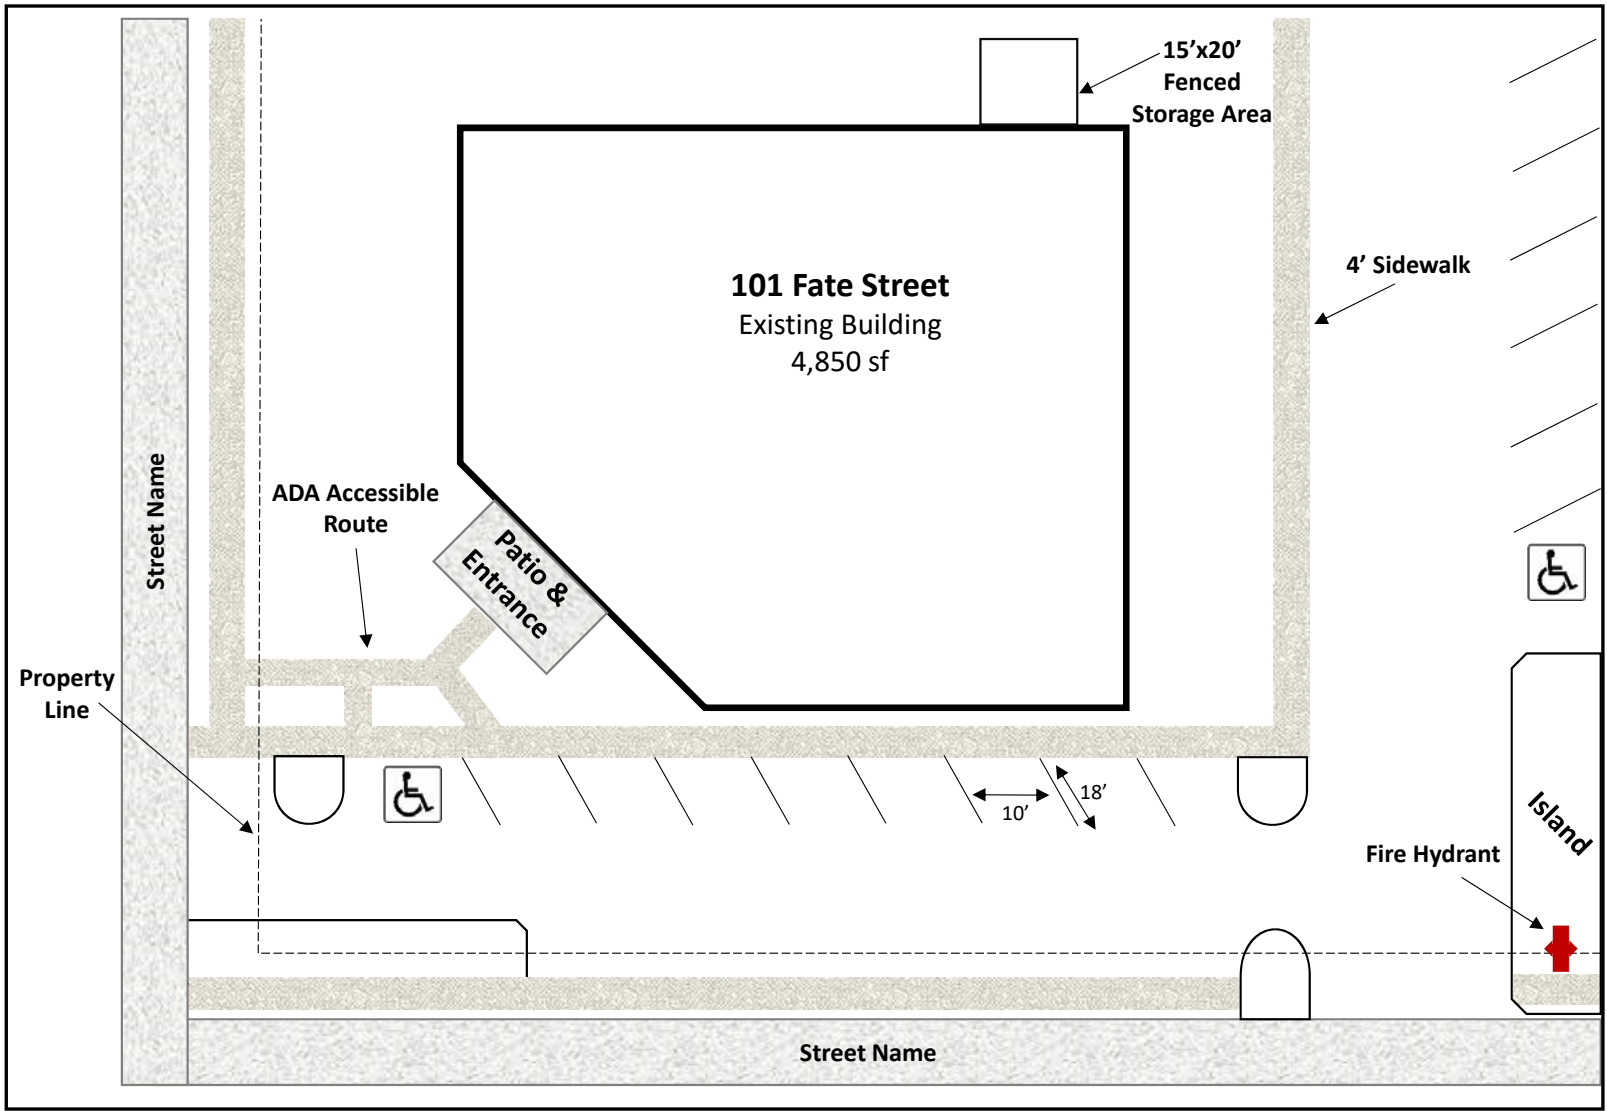 15’x20’
Fenced
Storage Area
101 Fate Street
Existing Building
4,850 sf
4’ Sidewalk
Street Name
ADA Accessible
Route
Patio &
Entrance
Property
Line
10’
18’
Island
Fire Hydrant
Street Name